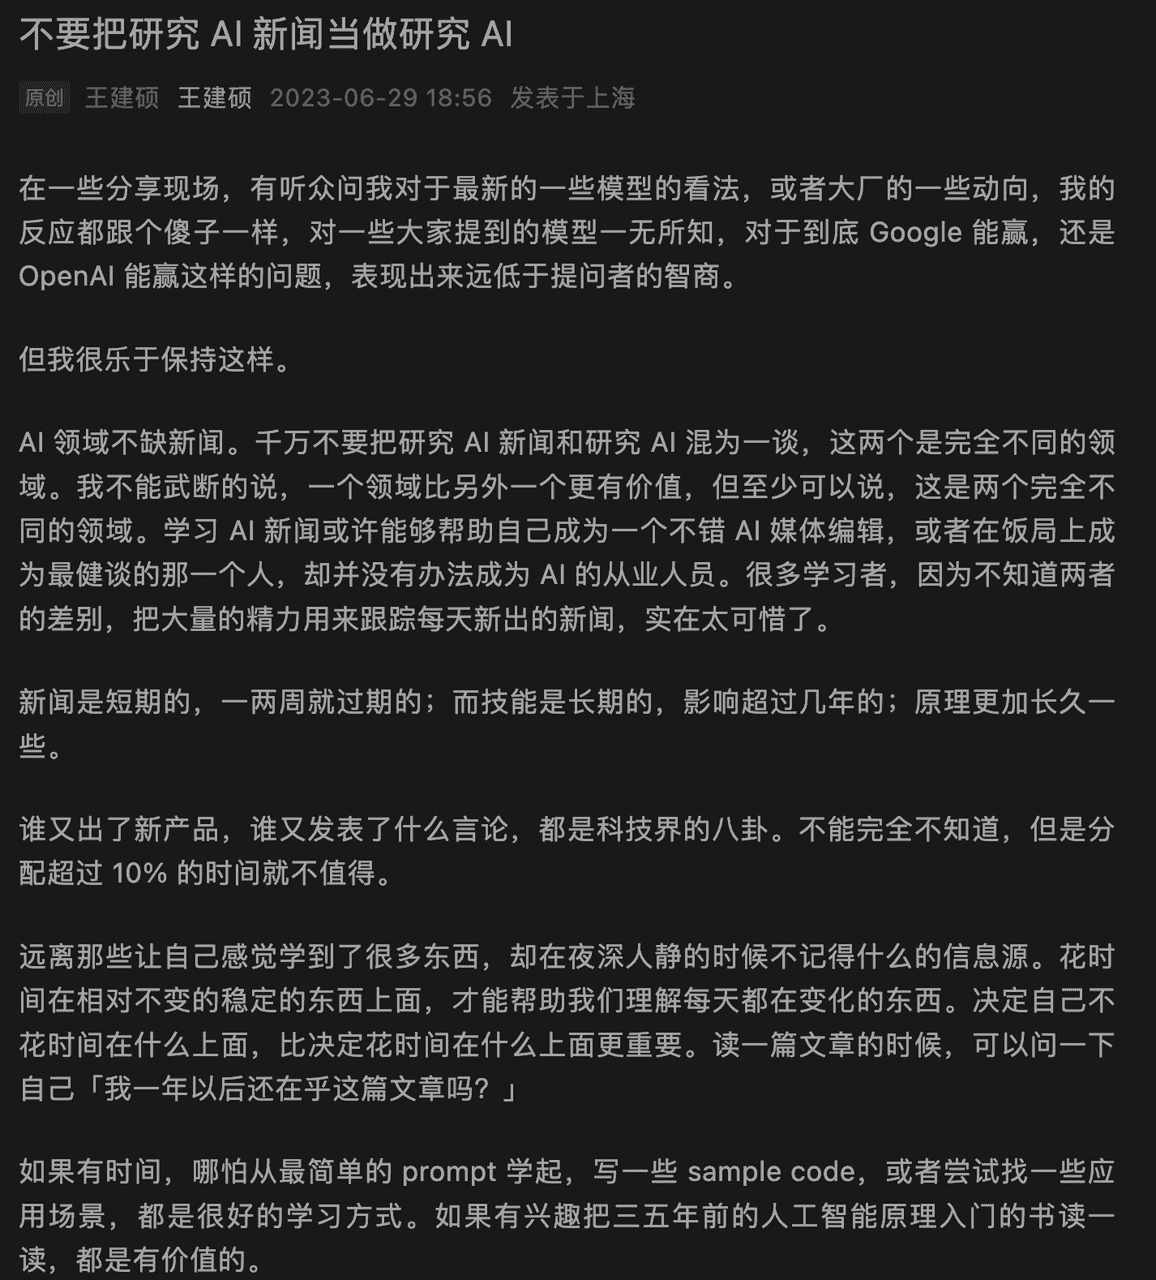 不要把研究 AI 新闻当做研究 AI
原创 王建硕 王建硕 2023-06-29 18:56 发表于上海
在一些分享现场，有听众问我对于最新的一些模型的看法，或者大厂的一些动向，我的
反应都跟个傻子一样，对一些大家提到的模型一无所知，对于到底 Google 能赢，还是
OpenAI 能赢这样的问题，表现出来远低于提问者的智商。
但我很乐于保持这样。
AI 领域不缺新闻。千万不要把研究 AI 新闻和研究 AI 混为一谈，这两个是完全不同的领
域。我不能武断的说，一个领域比另外一个更有价值，但至少可以说，这是两个完全不
同的领域。学习 AI 新闻或许能够帮助自己成为一个不错 AI 媒体编辑，或者在饭局上成
为最健谈的那一个人，却并没有办法成为 AI 的从业人员。很多学习者，因为不知道两者
的差别，把大量的精力用来跟踪每天新出的新闻，实在太可惜了。
新闻是短期的，一两周就过期的；而技能是长期的，影响超过几年的；原理更加长久一
些。
谁又出了新产品，谁又发表了什么言论，都是科技界的八卦。不能完全不知道，但是分
配超过 10% 的时间就不值得。
远离那些让自己感觉学到了很多东西，却在夜深人静的时候不记得什么的信息源。花时
间在相对不变的稳定的东西上面，才能帮助我们理解每天都在变化的东西。决定自己不
花时间在什么上面，比决定花时间在什么上面更重要。读一篇文章的时候，可以问一下
自己「我一年以后还在乎这篇文章吗？」
如果有时间，哪怕从最简单的 prompt 学起，写一些 sample code，或者尝试找一些应
用场景，都是很好的学习方式。如果有兴趣把三五年前的人工智能原理入门的书读一
读，都是有价值的。